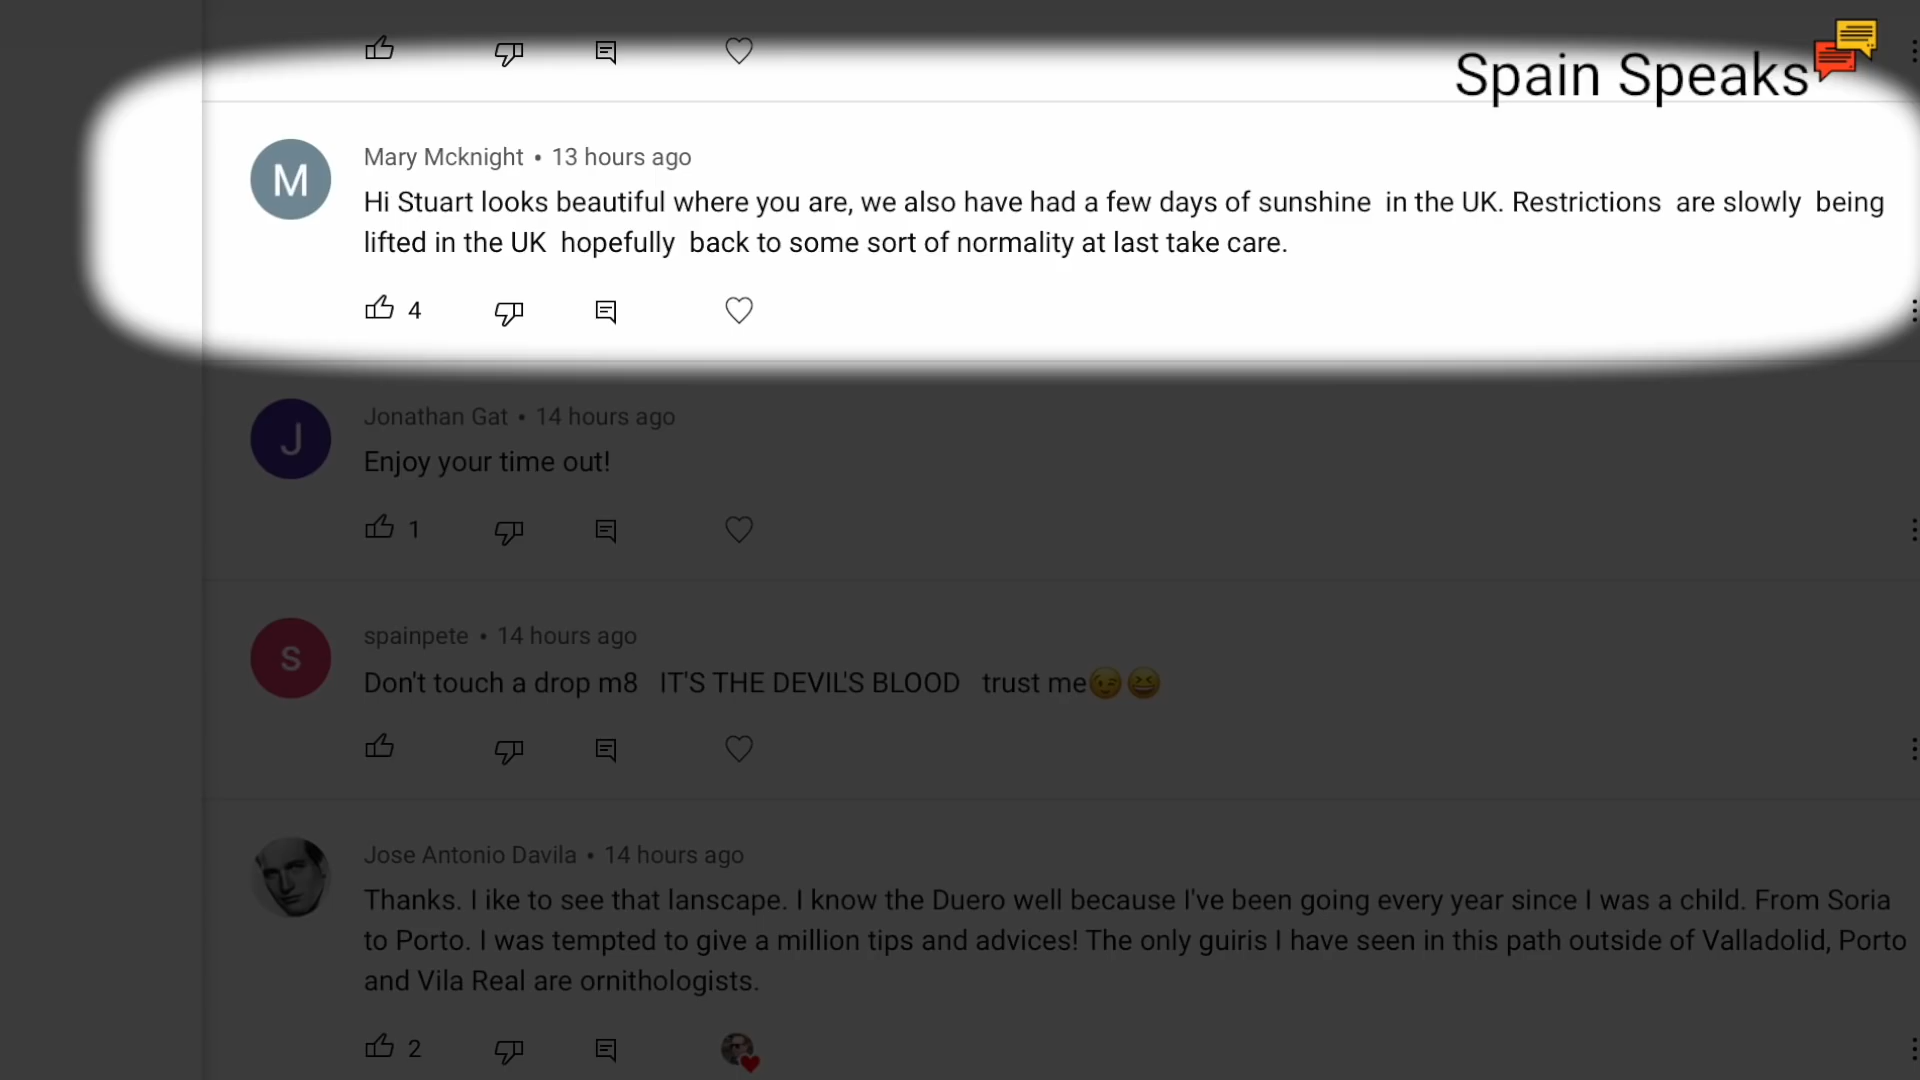 Spain Speaks
M
Mary Mcknight • 13 hours ago
Hi Stuart looks beautiful where you are, we also have had a few days of sunshine  in the UK. Restrictions  are slowly  being
lifted in the UK  hopefully  back to some sort of normality at last take care.
4
J
Jonathan Gat • 14 hours ago
Enjoy your time out!
1
s
spainpete • 14 hours ago
Don't touch a drop m8   IT'S THE DEVIL'S BLOOD   trust me😉😆
Jose Antonio Davila • 14 hours ago
Thanks. I ike to see that lanscape. I know the Duero well because I've been going every year since I was a child. From Soria
to Porto. I was tempted to give a million tips and advices! The only guiris I have seen in this path outside of Valladolid, Porto
and Vila Real are ornithologists.
2